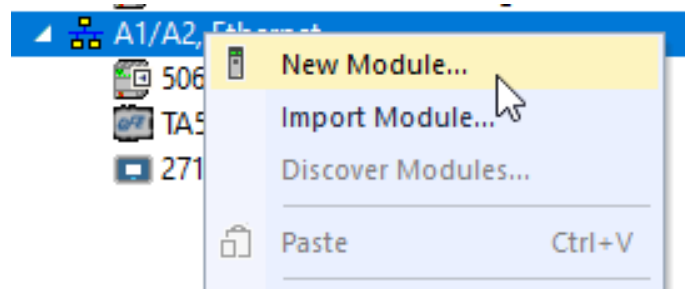 A1/A2, Ethernet
New Module...
506
Import Module...
TA5
271
Discover Modules...
Paste Ctrl+V